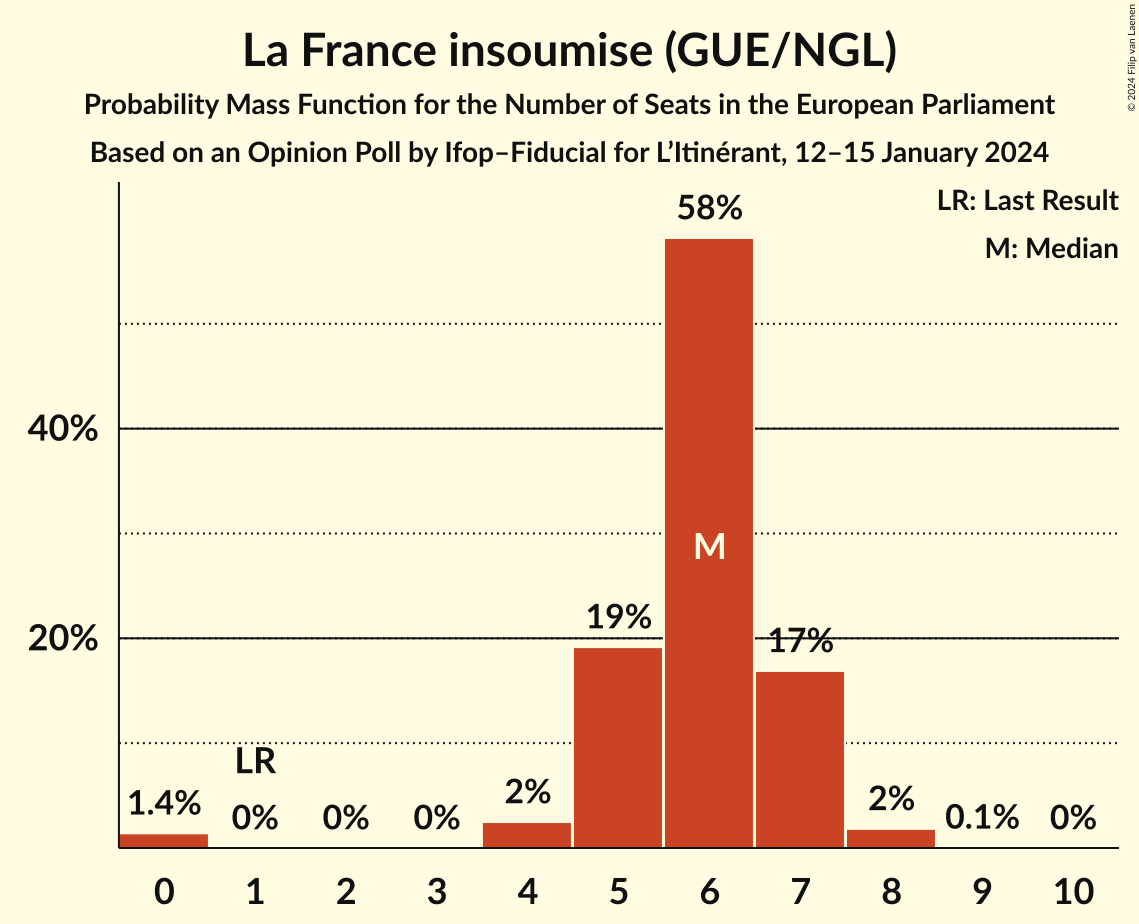 La France insoumise (GUE/NGL)
Probability Mass Function for the Number of Seats in the European Parliament
Based on an Opinion Poll by Ifop–Fiducial for L’Itinérant, 12–15 January 2024
© 2024 Filip van Laenen
LR: Last Result
M: Median
58%
40%
M
19%
20%
17%
LR
1.4%
0%
0%
0%
2%
2%
0.1%
0%
0 1 2 3 4 5 6 7 8 9 10